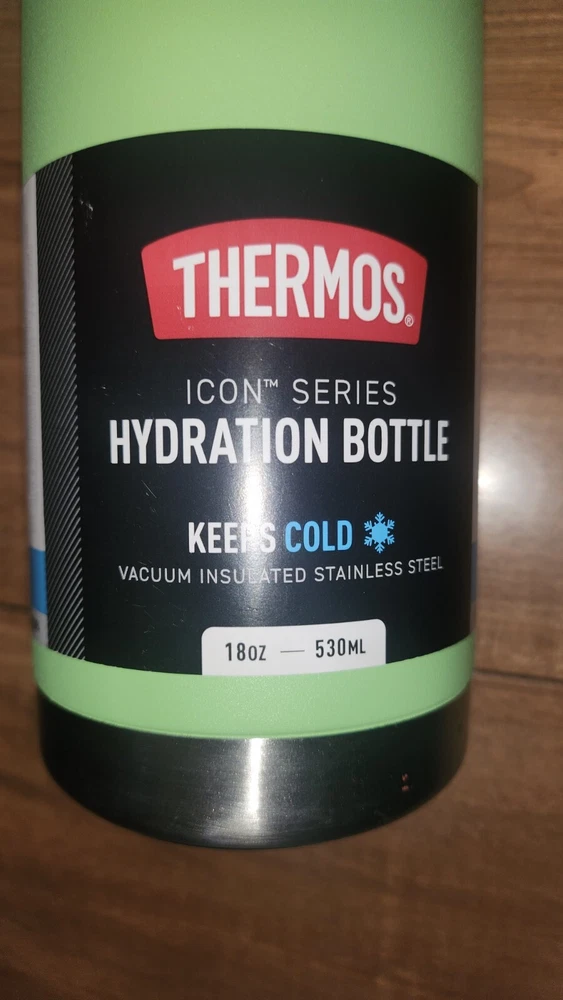 THERMOS®
ICON™ SERIES
HYDRATION BOTTLE
KEEPS COLD
VACUUM INSULATED STAINLESS STEEL
18OZ — 530ML